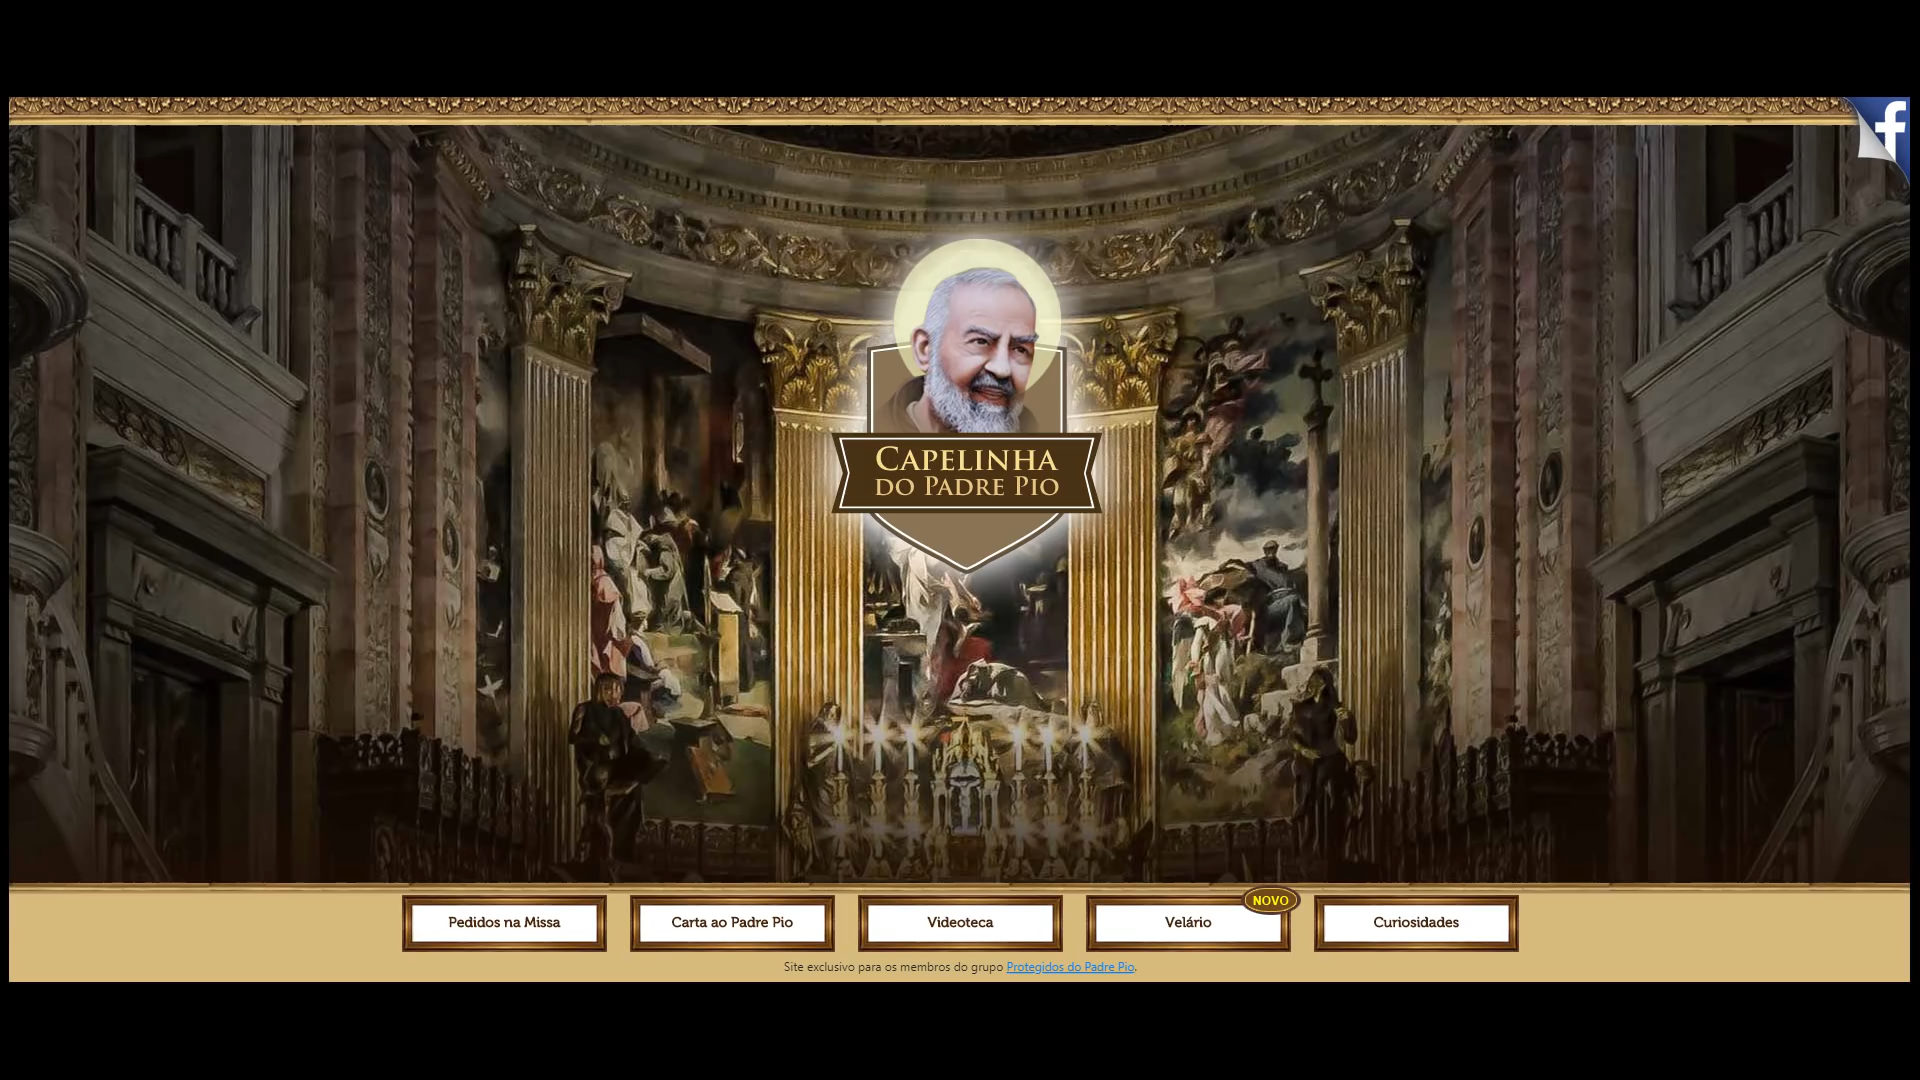 CAPELINHA
DO PADRE PIO
NOVO
Pedidos na Missa
Carta ao Padre Pio
Videoteca
Velário
Curiosidades
Site exclusivo para os membros do grupo Protegidos do Padre Pio.